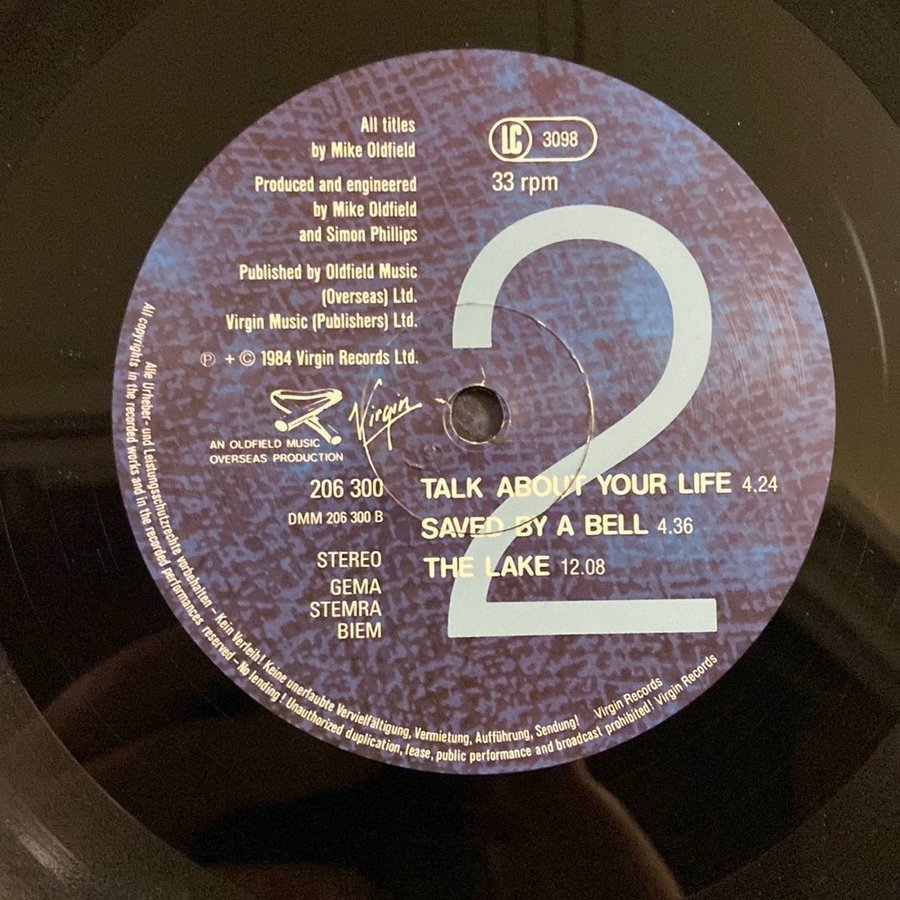 All titles
by Mike Oldfield
Produced and engineered
by Mike Oldfield
and Simon Phillips
Published by Oldfield Music
(Overseas) Ltd.
Virgin Music (Publishers) Ltd.
℗ + © 1984 Virgin Records Ltd.
LC 3098
33 rpm
2
AN OLDFIELD MUSIC
OVERSEAS PRODUCTION
Virgin
206 300
DMM 206 300 B
STEREO
GEMA
STEMRA
BIEM
TALK ABOUT YOUR LIFE 4.24
SAVED BY A BELL 4.36
THE LAKE 12.08
Alle Urheber- und Leistungsschutzrechte vorbehalten – Kein Verleih! Keine unerlaubte Vervielfältigung, Vermietung, Aufführung, Sendung! Virgin Records
All copyrights in the recorded works and in the recorded performances reserved – No lending! Unauthorized duplication, lease, public performance and broadcast prohibited! Virgin Records